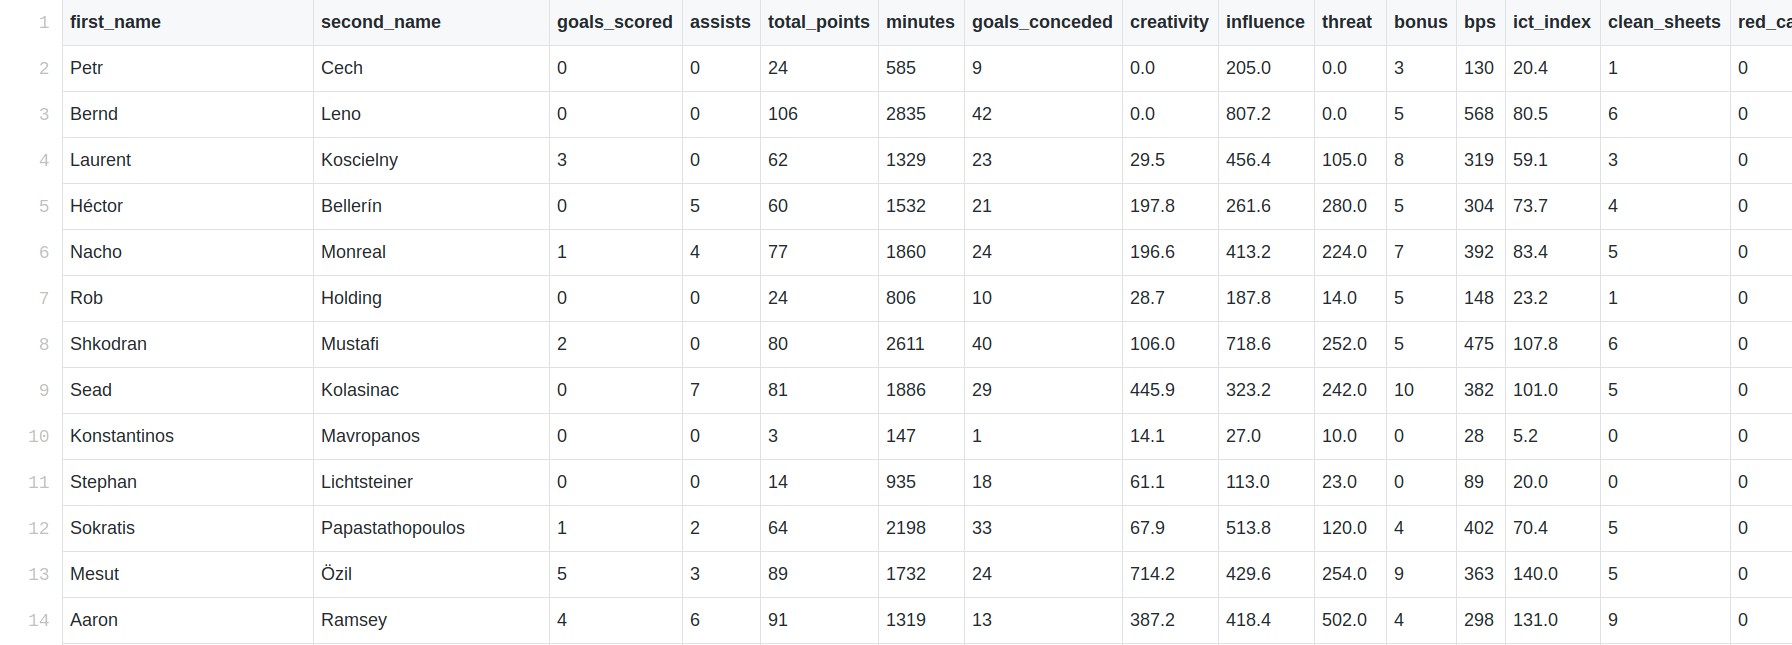 1 first_name second_name goals_scored assists total_points minutes goals_conceded creativity influence threat bonus bps ict_index clean_sheets red_ca
2 Petr Cech 0 0 24 585 9 0.0 205.0 0.0 3 130 20.4 1 0
3 Bernd Leno 0 0 106 2835 42 0.0 807.2 0.0 5 568 80.5 6 0
4 Laurent Koscielny 3 0 62 1329 23 29.5 456.4 105.0 8 319 59.1 3 0
5 Héctor Bellerín 0 5 60 1532 21 197.8 261.6 280.0 5 304 73.7 4 0
6 Nacho Monreal 1 4 77 1860 24 196.6 413.2 224.0 7 392 83.4 5 0
7 Rob Holding 0 0 24 806 10 28.7 187.8 14.0 5 148 23.2 1 0
8 Shkodran Mustafi 2 0 80 2611 40 106.0 718.6 252.0 5 475 107.8 6 0
9 Sead Kolasinac 0 7 81 1886 29 445.9 323.2 242.0 10 382 101.0 5 0
10 Konstantinos Mavropanos 0 0 3 147 1 14.1 27.0 10.0 0 28 5.2 0 0
11 Stephan Lichtsteiner 0 0 14 935 18 61.1 113.0 23.0 0 89 20.0 0 0
12 Sokratis Papastathopoulos 1 2 64 2198 33 67.9 513.8 120.0 4 402 70.4 5 0
13 Mesut Özil 5 3 89 1732 24 714.2 429.6 254.0 9 363 140.0 5 0
14 Aaron Ramsey 4 6 91 1319 13 387.2 418.4 502.0 4 298 131.0 9 0